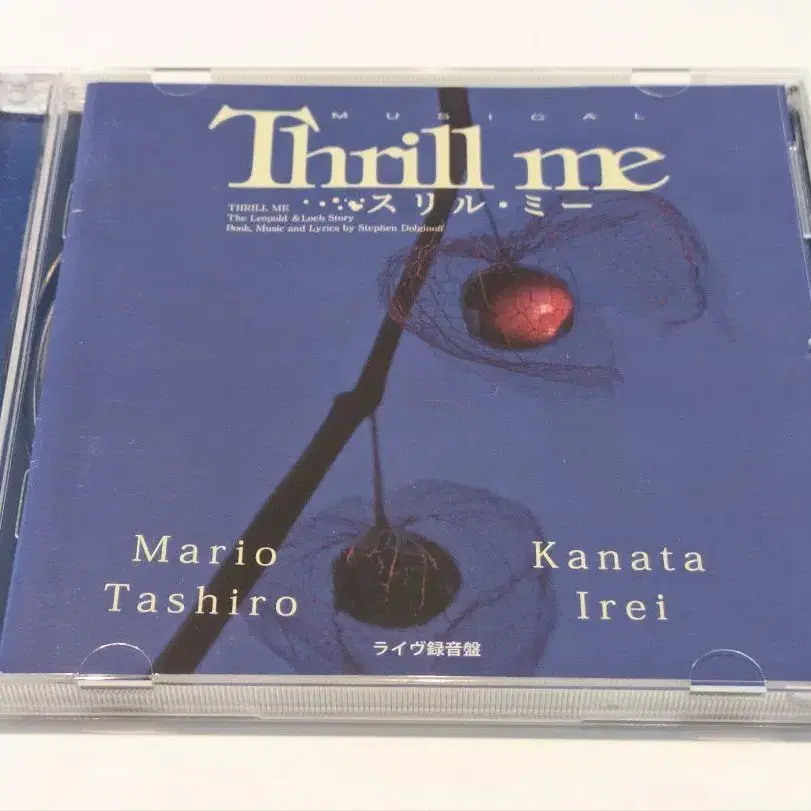 MUSICAL
Thrill me
THRILL ME スリル・ミー
The Leopold & Loeb Story
Book, Music and Lyrics by Stephen Dolginoff
Mario
Tashiro
Kanata
Irei
ライヴ録音盤